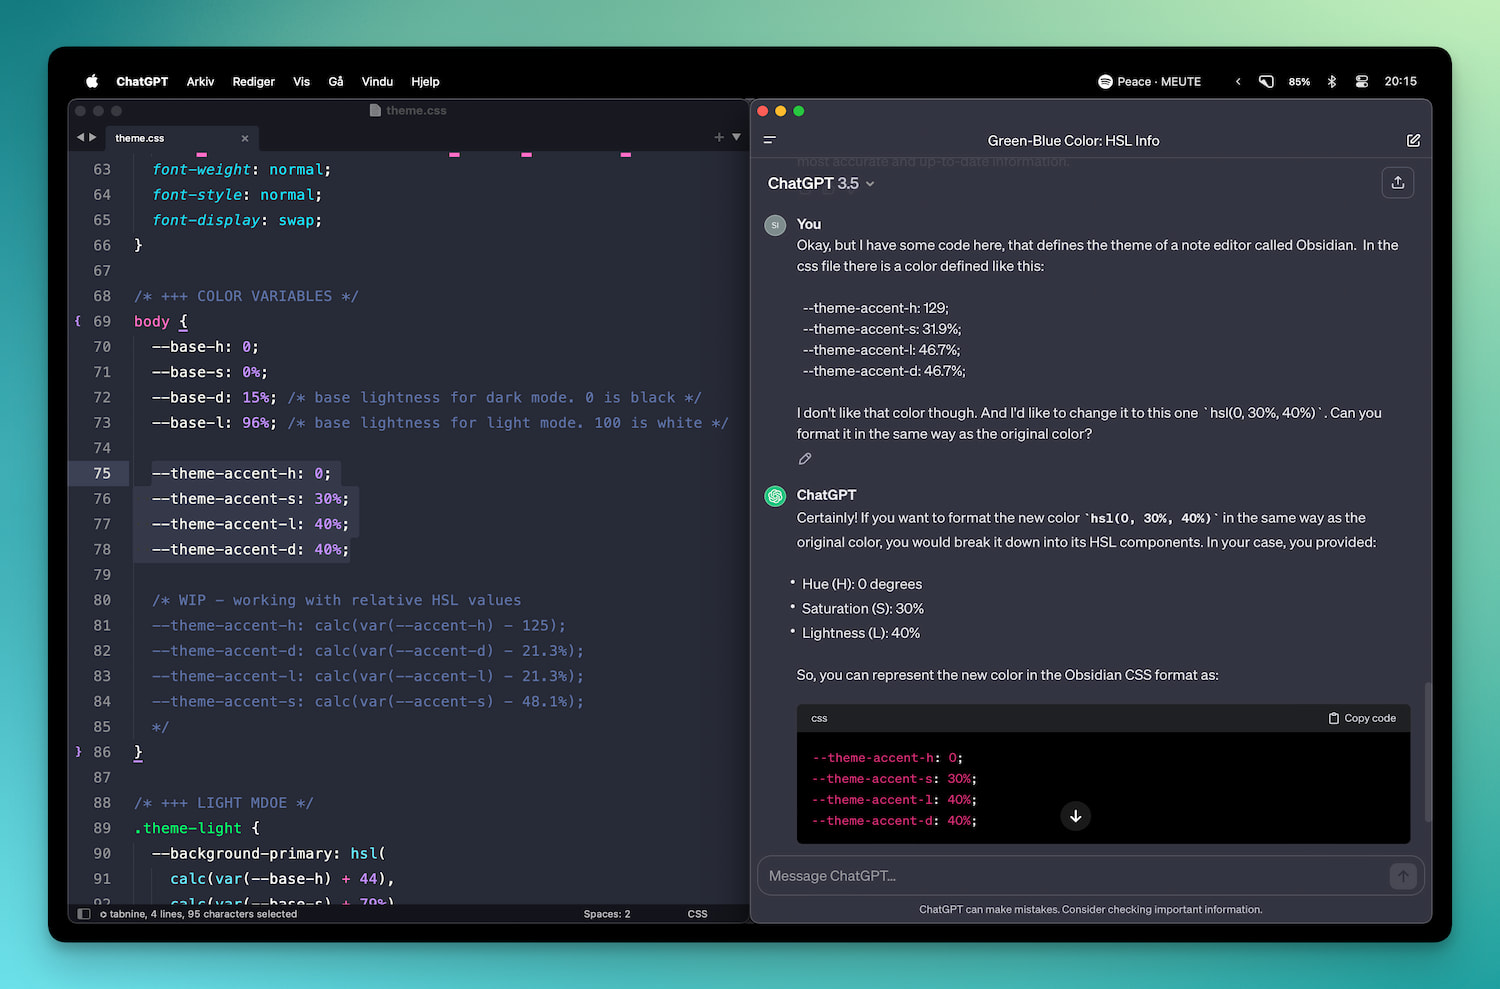 ChatGPT Arkiv Rediger Vis Gå Vindu Hjelp Peace · MEUTE 85% 20:15
theme.css
theme.css
63 font-weight: normal;
64 font-style: normal;
65 font-display: swap;
66 }
67
68 /* +++ COLOR VARIABLES */
69 body {
70 --base-h: 0;
71 --base-s: 0%;
72 --base-d: 15%; /* base lightness for dark mode. 0 is black */
73 --base-l: 96%; /* base lightness for light mode. 100 is white */
74
75 --theme-accent-h: 0;
76 --theme-accent-s: 30%;
77 --theme-accent-l: 40%;
78 --theme-accent-d: 40%;
79
80 /* WIP - working with relative HSL values
81 --theme-accent-h: calc(var(--accent-h) - 125);
82 --theme-accent-d: calc(var(--accent-d) - 21.3%);
83 --theme-accent-l: calc(var(--accent-l) - 21.3%);
84 --theme-accent-s: calc(var(--accent-s) - 48.1%);
85 */
86 }
87
88 /* +++ LIGHT MDOE */
89 .theme-light {
90 --background-primary: hsl(
91 calc(var(--base-h) + 44),
92 calc(var(--base-s) + 79%)
tabnine, 4 lines, 95 characters selected Spaces: 2 CSS
Green-Blue Color: HSL Info
most accurate and up-to-date information.
ChatGPT 3.5
SI You
Okay, but I have some code here, that defines the theme of a note editor called Obsidian. In the
css file there is a color defined like this:
--theme-accent-h: 129;
--theme-accent-s: 31.9%;
--theme-accent-l: 46.7%;
--theme-accent-d: 46.7%;
I don't like that color though. And I'd like to change it to this one `hsl(0, 30%, 40%)`. Can you
format it in the same way as the original color?
ChatGPT
Certainly! If you want to format the new color `hsl(0, 30%, 40%)` in the same way as the
original color, you would break it down into its HSL components. In your case, you provided:
• Hue (H): 0 degrees
• Saturation (S): 30%
• Lightness (L): 40%
So, you can represent the new color in the Obsidian CSS format as:
css Copy code
--theme-accent-h: 0;
--theme-accent-s: 30%;
--theme-accent-l: 40%;
--theme-accent-d: 40%;
Message ChatGPT...
ChatGPT can make mistakes. Consider checking important information.